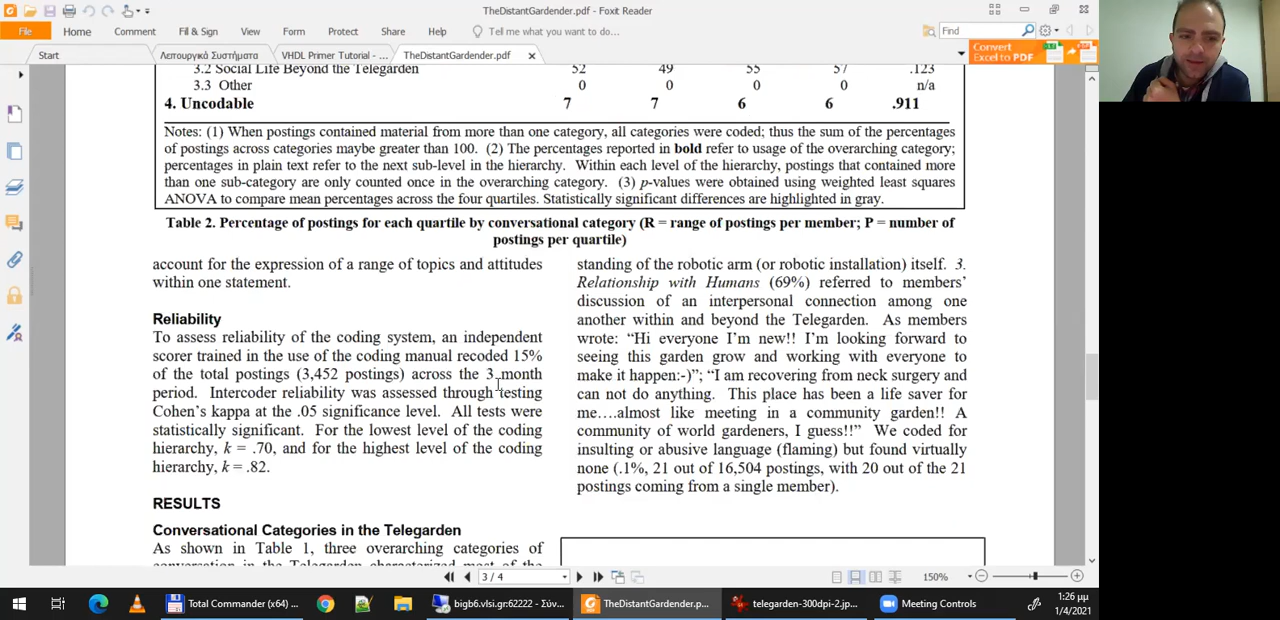 TheDistantGardender.pdf - Foxit Reader
File
Home
Comment
Fill & Sign
View
Form
Protect
Share
Help
Tell me what you want to do...
Find
Start
Λειτουργικά Συστήματα
VHDL Primer Tutorial - ...
TheDistantGardender.pdf
Convert
Excel to PDF
3.2 Social Life Beyond the Telegarden 52 49 55 57 .123
3.3 Other 0 0 0 0 n/a
4. Uncodable 7 7 6 6 .911
Notes: (1) When postings contained material from more than one category, all categories were coded; thus the sum of the percentages
of postings across categories maybe greater than 100. (2) The percentages reported in bold refer to usage of the overarching category;
percentages in plain text refer to the next sub-level in the hierarchy. Within each level of the hierarchy, postings that contained more
than one sub-category are only counted once in the overarching category. (3) p-values were obtained using weighted least squares
ANOVA to compare mean percentages across the four quartiles. Statistically significant differences are highlighted in gray.
Table 2. Percentage of postings for each quartile by conversational category (R = range of postings per member; P = number of
postings per quartile)
account for the expression of a range of topics and attitudes
within one statement.
Reliability
To assess reliability of the coding system, an independent
scorer trained in the use of the coding manual recoded 15%
of the total postings (3,452 postings) across the 3 month
period. Intercoder reliability was assessed through testing
Cohen's kappa at the .05 significance level. All tests were
statistically significant. For the lowest level of the coding
hierarchy, k = .70, and for the highest level of the coding
hierarchy, k = .82.
RESULTS
Conversational Categories in the Telegarden
As shown in Table 1, three overarching categories of
conversation in the Telegarden characterized most of the
standing of the robotic arm (or robotic installation) itself. 3.
Relationship with Humans (69%) referred to members'
discussion of an interpersonal connection among one
another within and beyond the Telegarden. As members
wrote: “Hi everyone I'm new!! I'm looking forward to
seeing this garden grow and working with everyone to
make it happen:-)”; “I am recovering from neck surgery and
can not do anything. This place has been a life saver for
me….almost like meeting in a community garden!! A
community of world gardeners, I guess!!” We coded for
insulting or abusive language (flaming) but found virtually
none (.1%, 21 out of 16,504 postings, with 20 out of the 21
postings coming from a single member).
3 / 4
150%
Total Commander (x64) ...
bigb6.vlsi.gr:62222 - Σύν...
TheDistantGardender.p...
telegarden-300dpi-2.jp...
Meeting Controls
1:26 μμ
1/4/2021